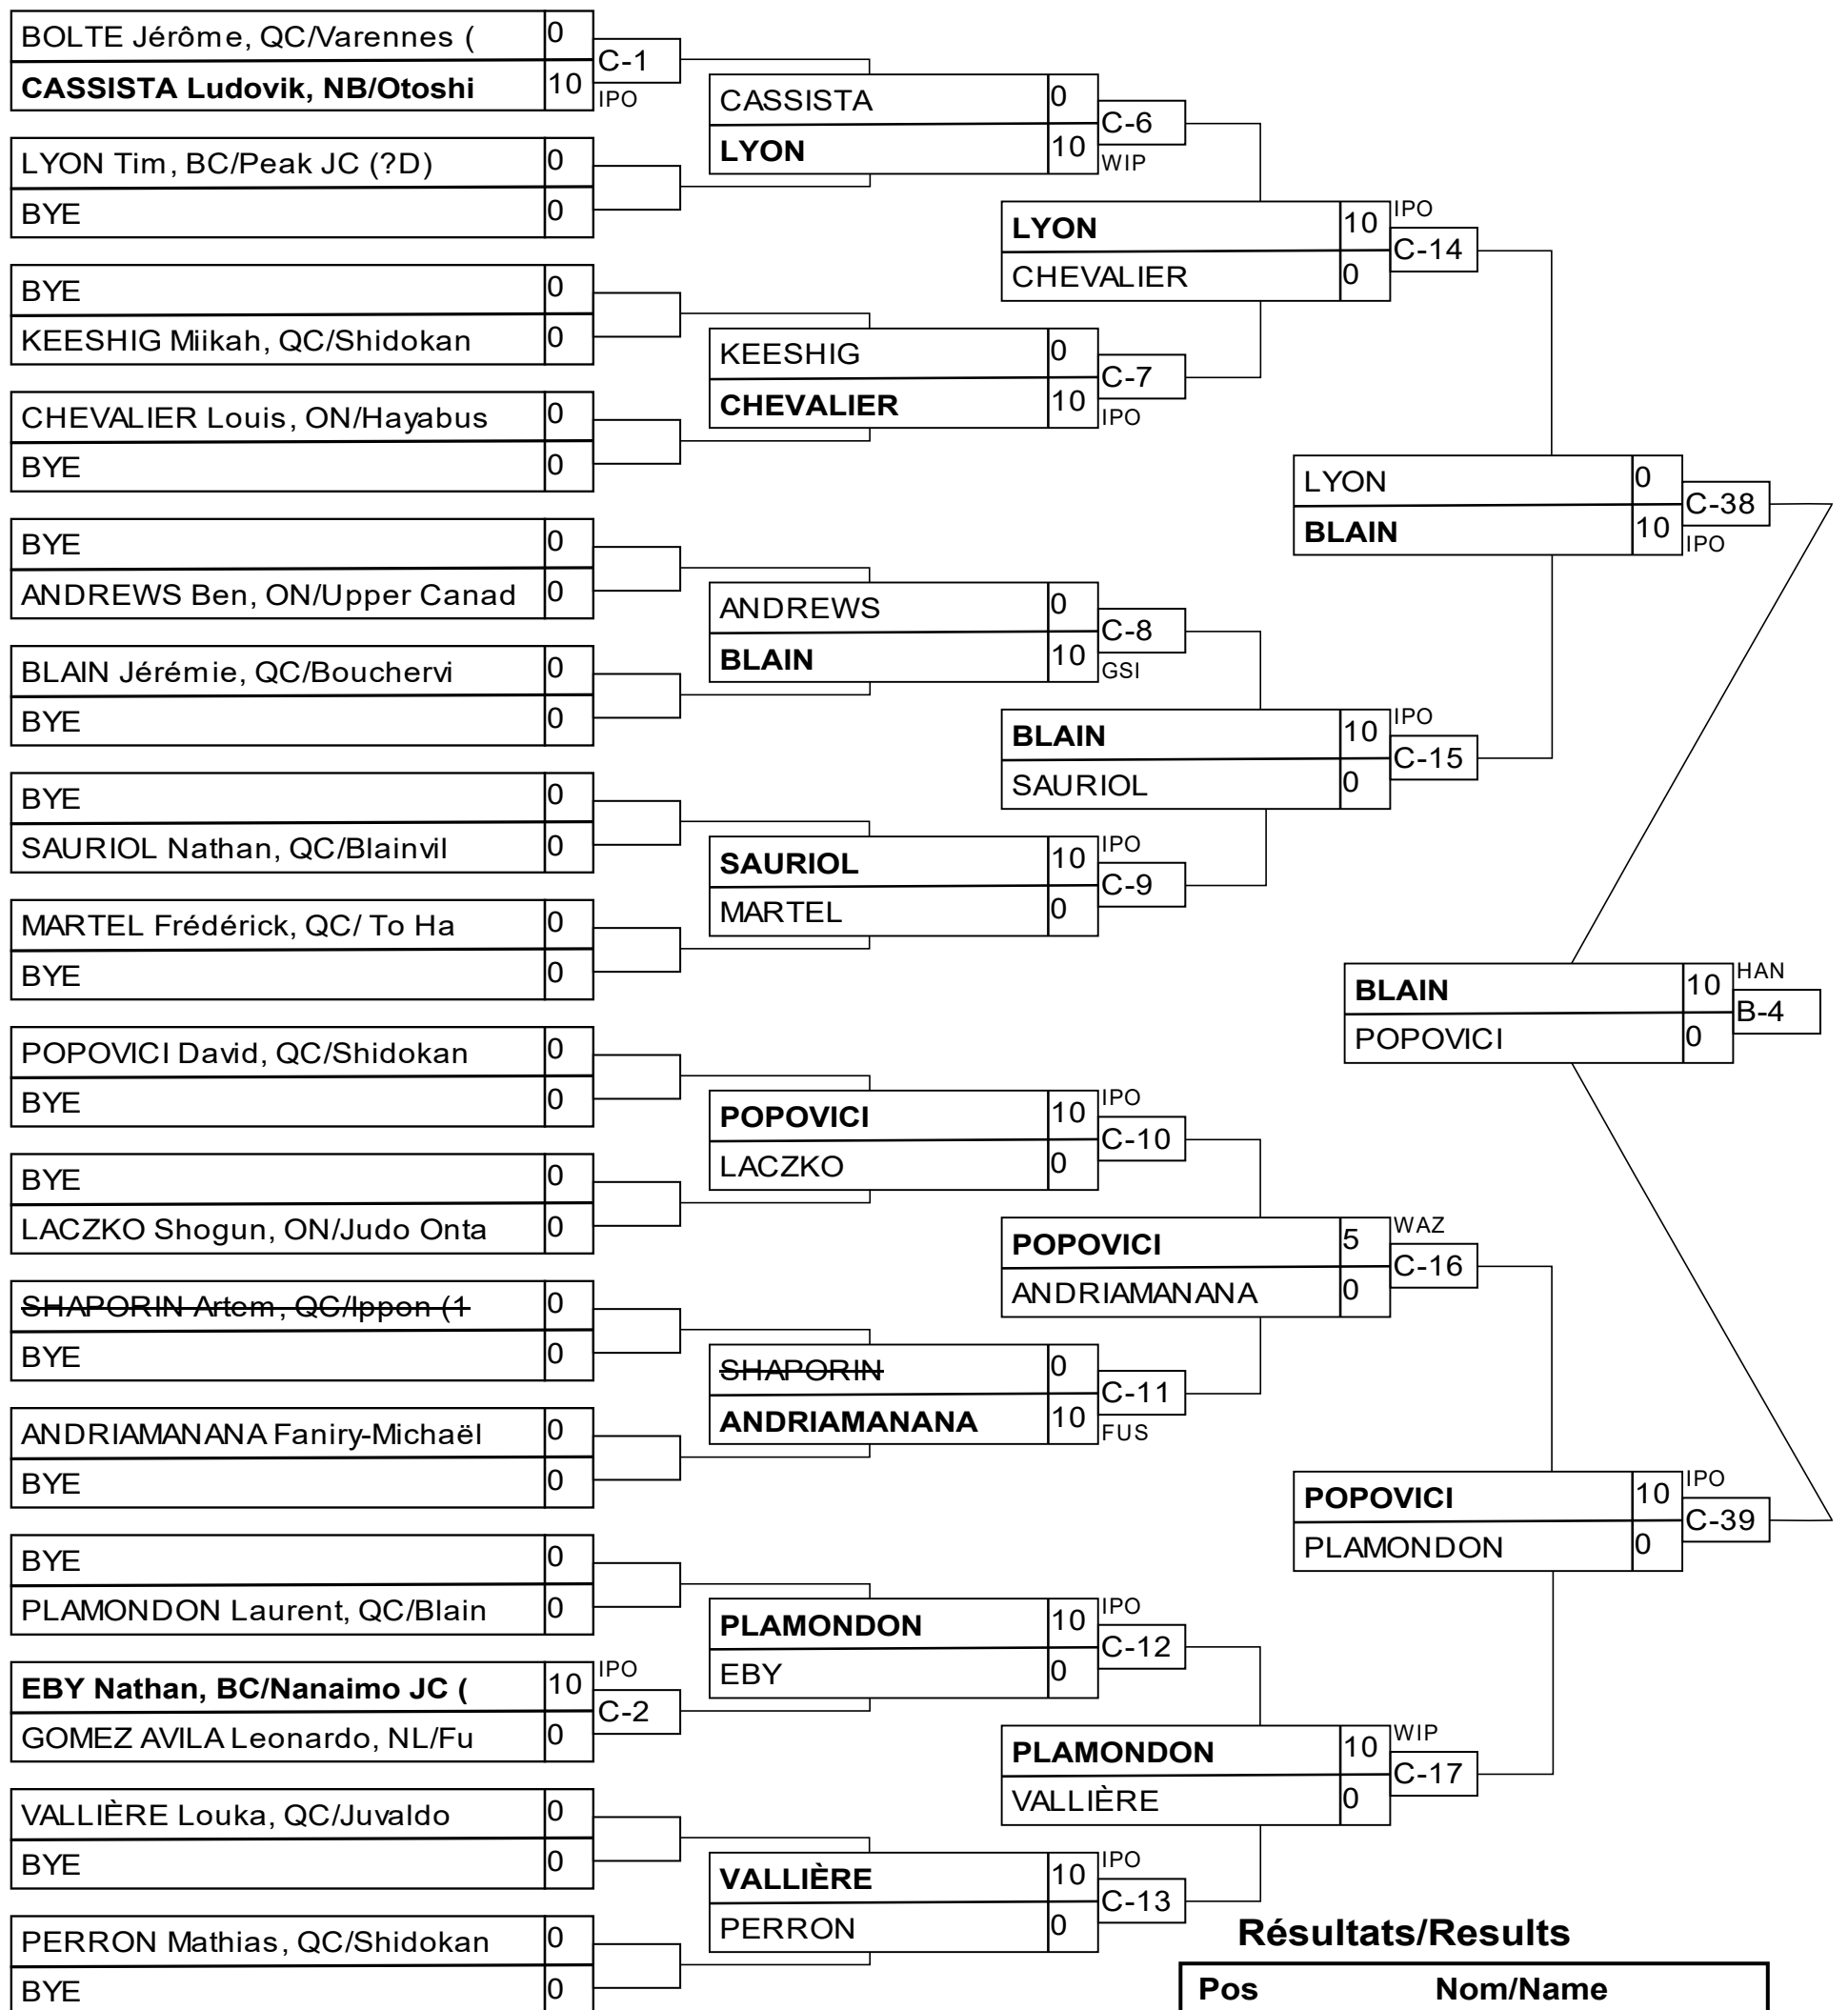 BOLTE Jérôme, QC/Varennes ( 0
C-1
CASSISTA Ludovik, NB/Otoshi 10
IPO
LYON Tim, BC/Peak JC (?D) 0
BYE 0
BYE 0
KEESHIG Miikah, QC/Shidokan 0
CHEVALIER Louis, ON/Hayabus 0
BYE 0
BYE 0
ANDREWS Ben, ON/Upper Canad 0
BLAIN Jérémie, QC/Bouchervi 0
BYE 0
BYE 0
SAURIOL Nathan, QC/Blainvil 0
MARTEL Frédérick, QC/ To Ha 0
BYE 0
POPOVICI David, QC/Shidokan 0
BYE 0
BYE 0
LACZKO Shogun, ON/Judo Onta 0
SHAPORIN Artem, QC/Ippon (1 0
BYE 0
ANDRIAMANANA Faniry-Michaël 0
BYE 0
BYE 0
PLAMONDON Laurent, QC/Blain 0
EBY Nathan, BC/Nanaimo JC ( 10
IPO
C-2
GOMEZ AVILA Leonardo, NL/Fu 0
VALLIÈRE Louka, QC/Juvaldo 0
BYE 0
PERRON Mathias, QC/Shidokan 0
BYE 0
CASSISTA 0
C-6
LYON 10
WIP
KEESHIG 0
C-7
CHEVALIER 10
IPO
ANDREWS 0
C-8
BLAIN 10
GSI
SAURIOL 10
IPO
C-9
MARTEL 0
POPOVICI 10
IPO
C-10
LACZKO 0
SHAPORIN 0
C-11
ANDRIAMANANA 10
FUS
PLAMONDON 10
IPO
C-12
EBY 0
VALLIÈRE 10
IPO
C-13
PERRON 0
LYON 10
IPO
C-14
CHEVALIER 0
BLAIN 10
IPO
C-15
SAURIOL 0
POPOVICI 5
WAZ
C-16
ANDRIAMANANA 0
PLAMONDON 10
WIP
C-17
VALLIÈRE 0
LYON 0
C-38
BLAIN 10
IPO
POPOVICI 10
IPO
C-39
PLAMONDON 0
BLAIN 10
HAN
B-4
POPOVICI 0
Résultats/Results
Pos Nom/Name